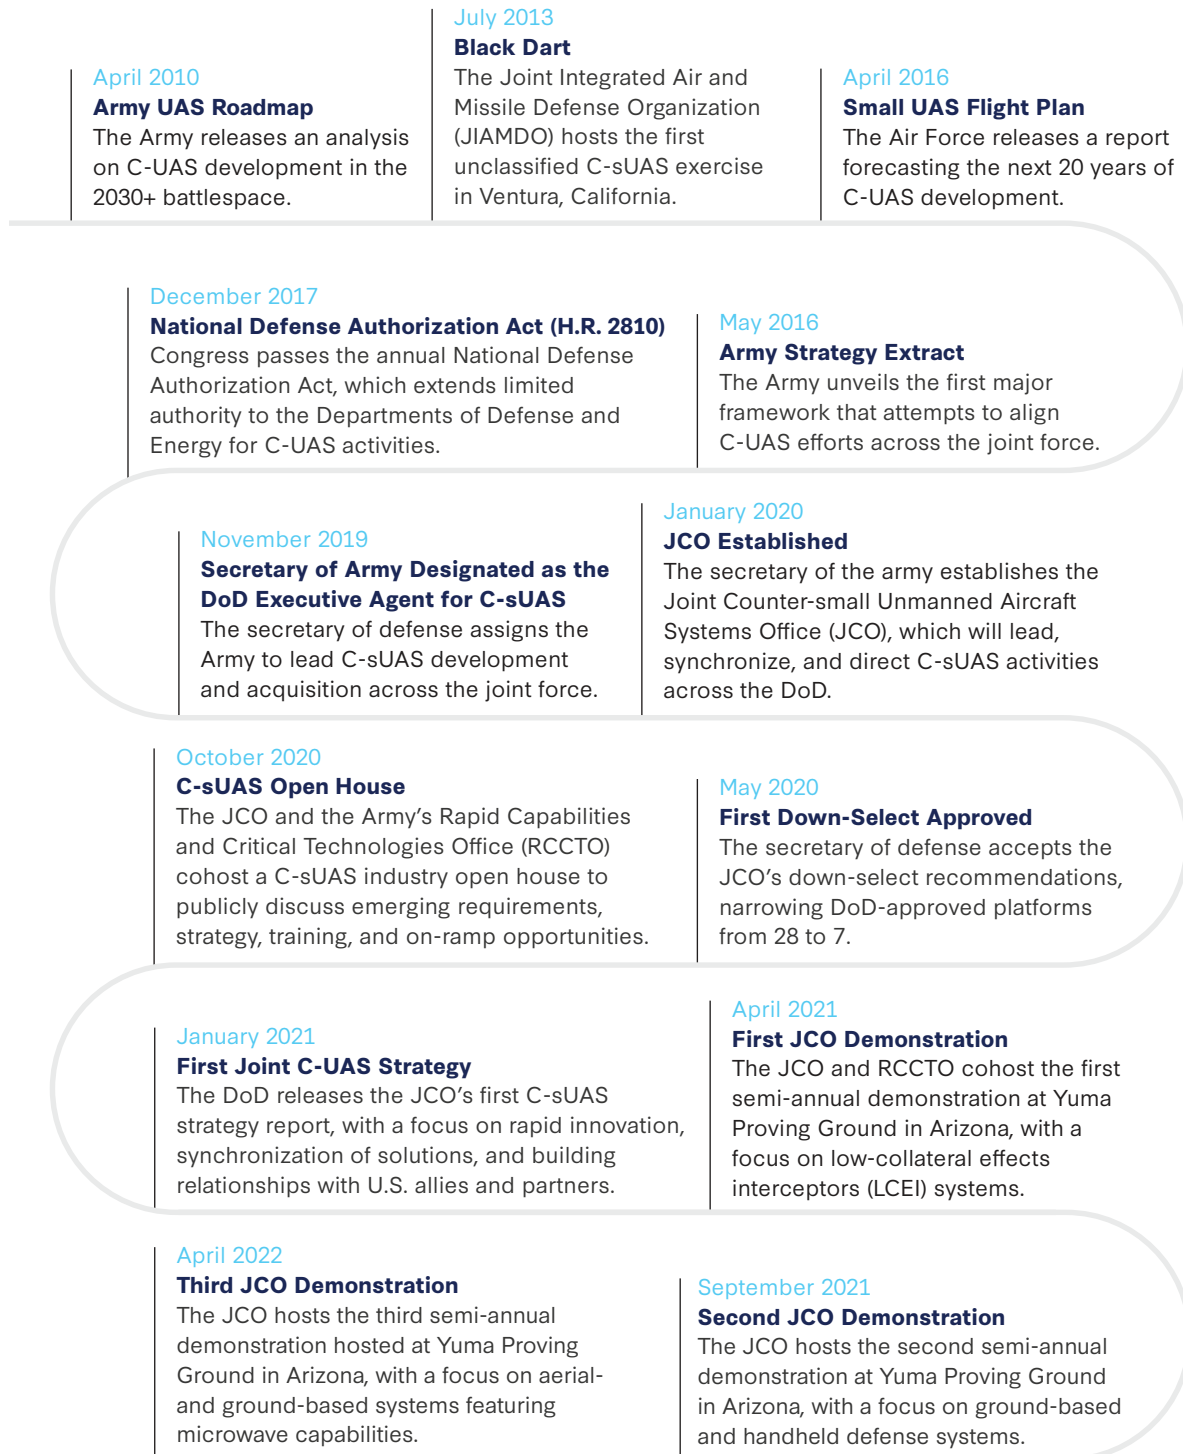 April 2010
Army UAS Roadmap
The Army releases an analysis
on C-UAS development in the
2030+ battlespace.
July 2013
Black Dart
The Joint Integrated Air and
Missile Defense Organization
(JIAMDO) hosts the first
unclassified C-sUAS exercise
in Ventura, California.
April 2016
Small UAS Flight Plan
The Air Force releases a report
forecasting the next 20 years of
C-UAS development.
May 2016
Army Strategy Extract
The Army unveils the first major
framework that attempts to align
C-UAS efforts across the joint force.
December 2017
National Defense Authorization Act (H.R. 2810)
Congress passes the annual National Defense
Authorization Act, which extends limited
authority to the Departments of Defense and
Energy for C-UAS activities.
November 2019
Secretary of Army Designated as the
DoD Executive Agent for C-sUAS
The secretary of defense assigns the
Army to lead C-sUAS development
and acquisition across the joint force.
January 2020
JCO Established
The secretary of the army establishes the
Joint Counter-small Unmanned Aircraft
Systems Office (JCO), which will lead,
synchronize, and direct C-sUAS activities
across the DoD.
May 2020
First Down-Select Approved
The secretary of defense accepts the
JCO's down-select recommendations,
narrowing DoD-approved platforms
from 28 to 7.
October 2020
C-sUAS Open House
The JCO and the Army's Rapid Capabilities
and Critical Technologies Office (RCCTO)
cohost a C-sUAS industry open house to
publicly discuss emerging requirements,
strategy, training, and on-ramp opportunities.
January 2021
First Joint C-UAS Strategy
The DoD releases the JCO's first C-sUAS
strategy report, with a focus on rapid innovation,
synchronization of solutions, and building
relationships with U.S. allies and partners.
April 2021
First JCO Demonstration
The JCO and RCCTO cohost the first
semi-annual demonstration at Yuma
Proving Ground in Arizona, with a
focus on low-collateral effects
interceptors (LCEI) systems.
September 2021
Second JCO Demonstration
The JCO hosts the second semi-annual
demonstration at Yuma Proving Ground
in Arizona, with a focus on ground-based
and handheld defense systems.
April 2022
Third JCO Demonstration
The JCO hosts the third semi-annual
demonstration hosted at Yuma Proving
Ground in Arizona, with a focus on aerial-
and ground-based systems featuring
microwave capabilities.